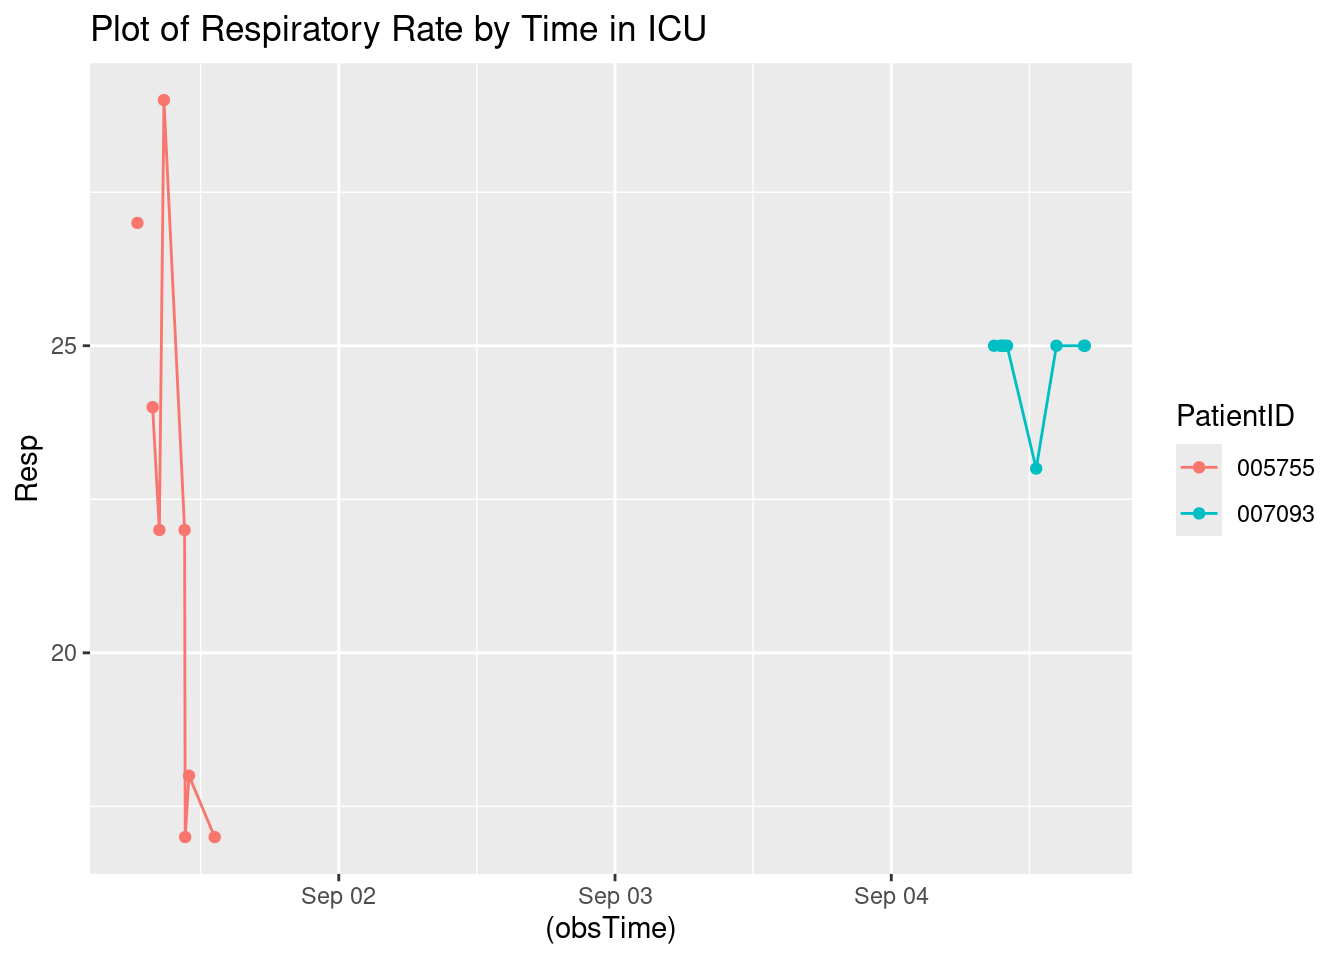 Plot of Respiratory Rate by Time in ICU
Resp
25
20
Sep 02
Sep 03
Sep 04
(obsTime)
PatientID
005755
007093